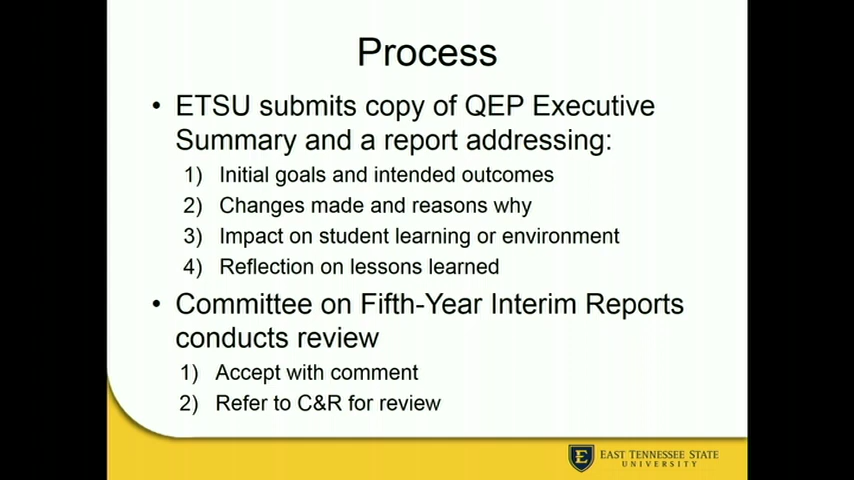 Process
• ETSU submits copy of QEP Executive
Summary and a report addressing:
1) Initial goals and intended outcomes
2) Changes made and reasons why
3) Impact on student learning or environment
4) Reflection on lessons learned
• Committee on Fifth-Year Interim Reports
conducts review
1) Accept with comment
2) Refer to C&R for review
E
EAST TENNESSEE STATE
UNIVERSITY